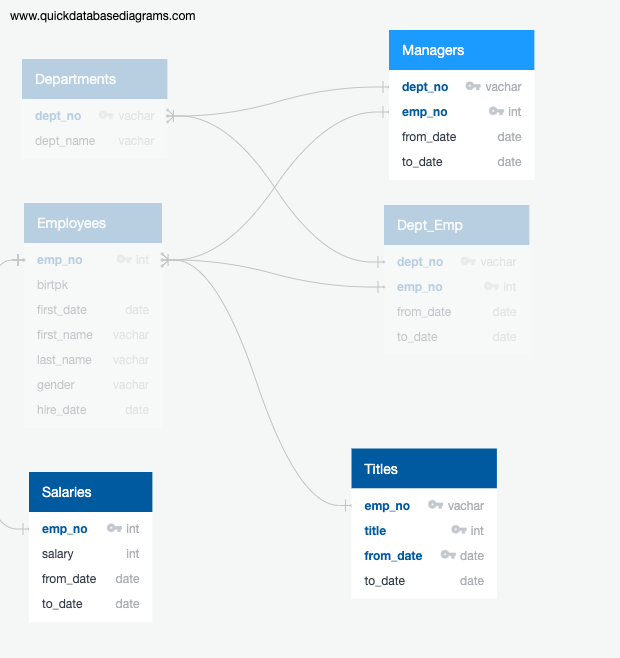 www.quickdatabasediagrams.com
Managers
dept_no vachar
emp_no int
from_date date
to_date date
Departments
dept_no vachar
dept_name vachar
Employees
emp_no int
birtpk
first_date date
first_name vachar
last_name vachar
gender vachar
hire_date date
Dept_Emp
dept_no vachar
emp_no int
from_date date
to_date date
Salaries
emp_no int
salary int
from_date date
to_date date
Titles
emp_no vachar
title int
from_date date
to_date date